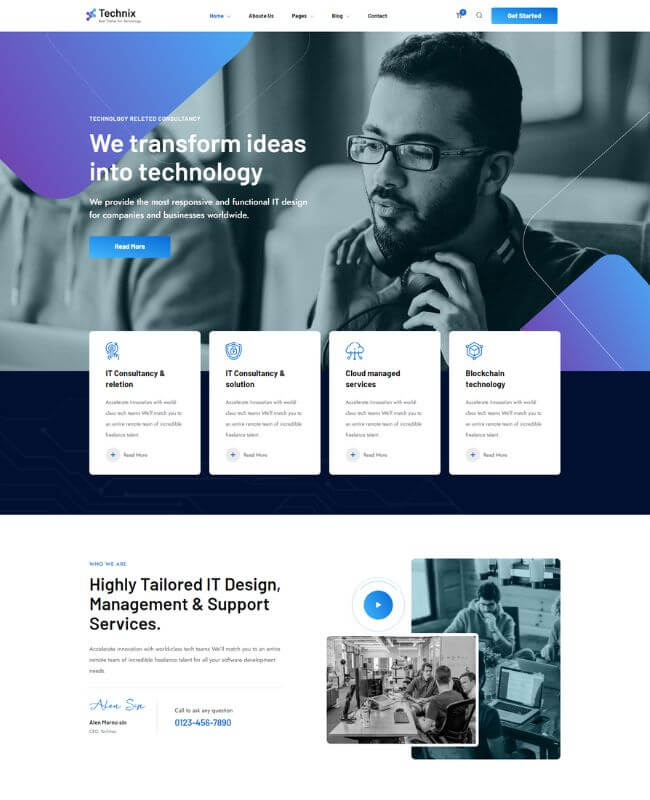 Technix
Home
Aboute Us
Pages
Blog
Contact
Get Started
TECHNOLOGY RELETED CONSULTANCY
We transform ideas
into technology
We provide the most responsive and functional IT design
for companies and businesses worldwide.
Read More
IT Consultancy &
reletion
Accelerate innovation with world-
class tech teams We'll match you to
an entire remote team of incredible
freelance talent
Read More
IT Consultancy &
solution
Accelerate innovation with world-
class tech teams We'll match you to
an entire remote team of incredible
freelance talent
Read More
Cloud managed
services
Accelerate innovation with world-
class tech teams We'll match you to
an entire remote team of incredible
freelance talent
Read More
Blockchain
technology
Accelerate innovation with world-
class tech teams We'll match you to
an entire remote team of incredible
freelance talent
Read More
WHO WE ARE
Highly Tailored IT Design,
Management & Support
Services.
Accelerate innovation with world-class tech teams We'll match you to an entire
remote team of incredible freelance talent for all your software development
needs
Alen Sin
Alen Morno sin
CEO, Technix
Call to ask any question
0123-456-7890